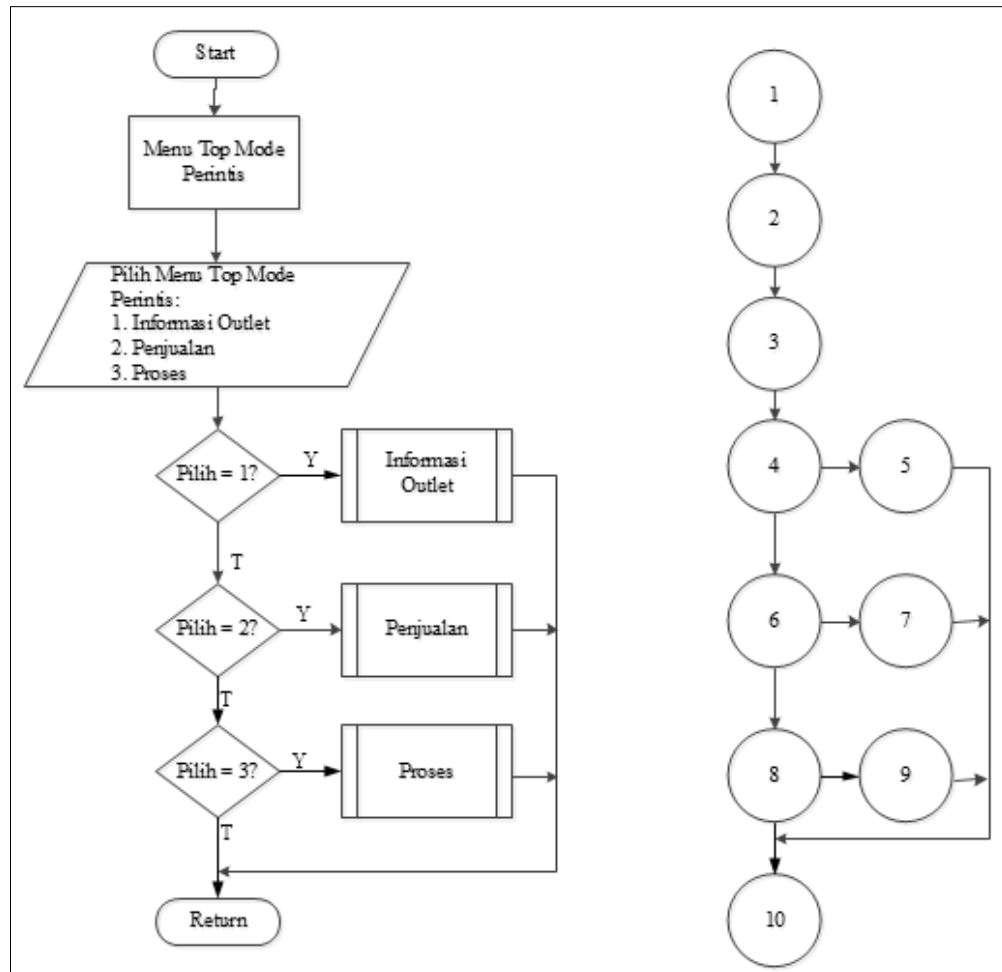 Start
Menu Top Mode
Perintis
Pilih Menu Top Mode
Perintis:
1. Informasi Outlet
2. Penjualan
3. Proses
Pilih = 1?
Y
Informasi
Outlet
T
Pilih = 2?
Y
Penjualan
T
Pilih = 3?
Y
Proses
T
Return
1
2
3
4
5
6
7
8
9
10